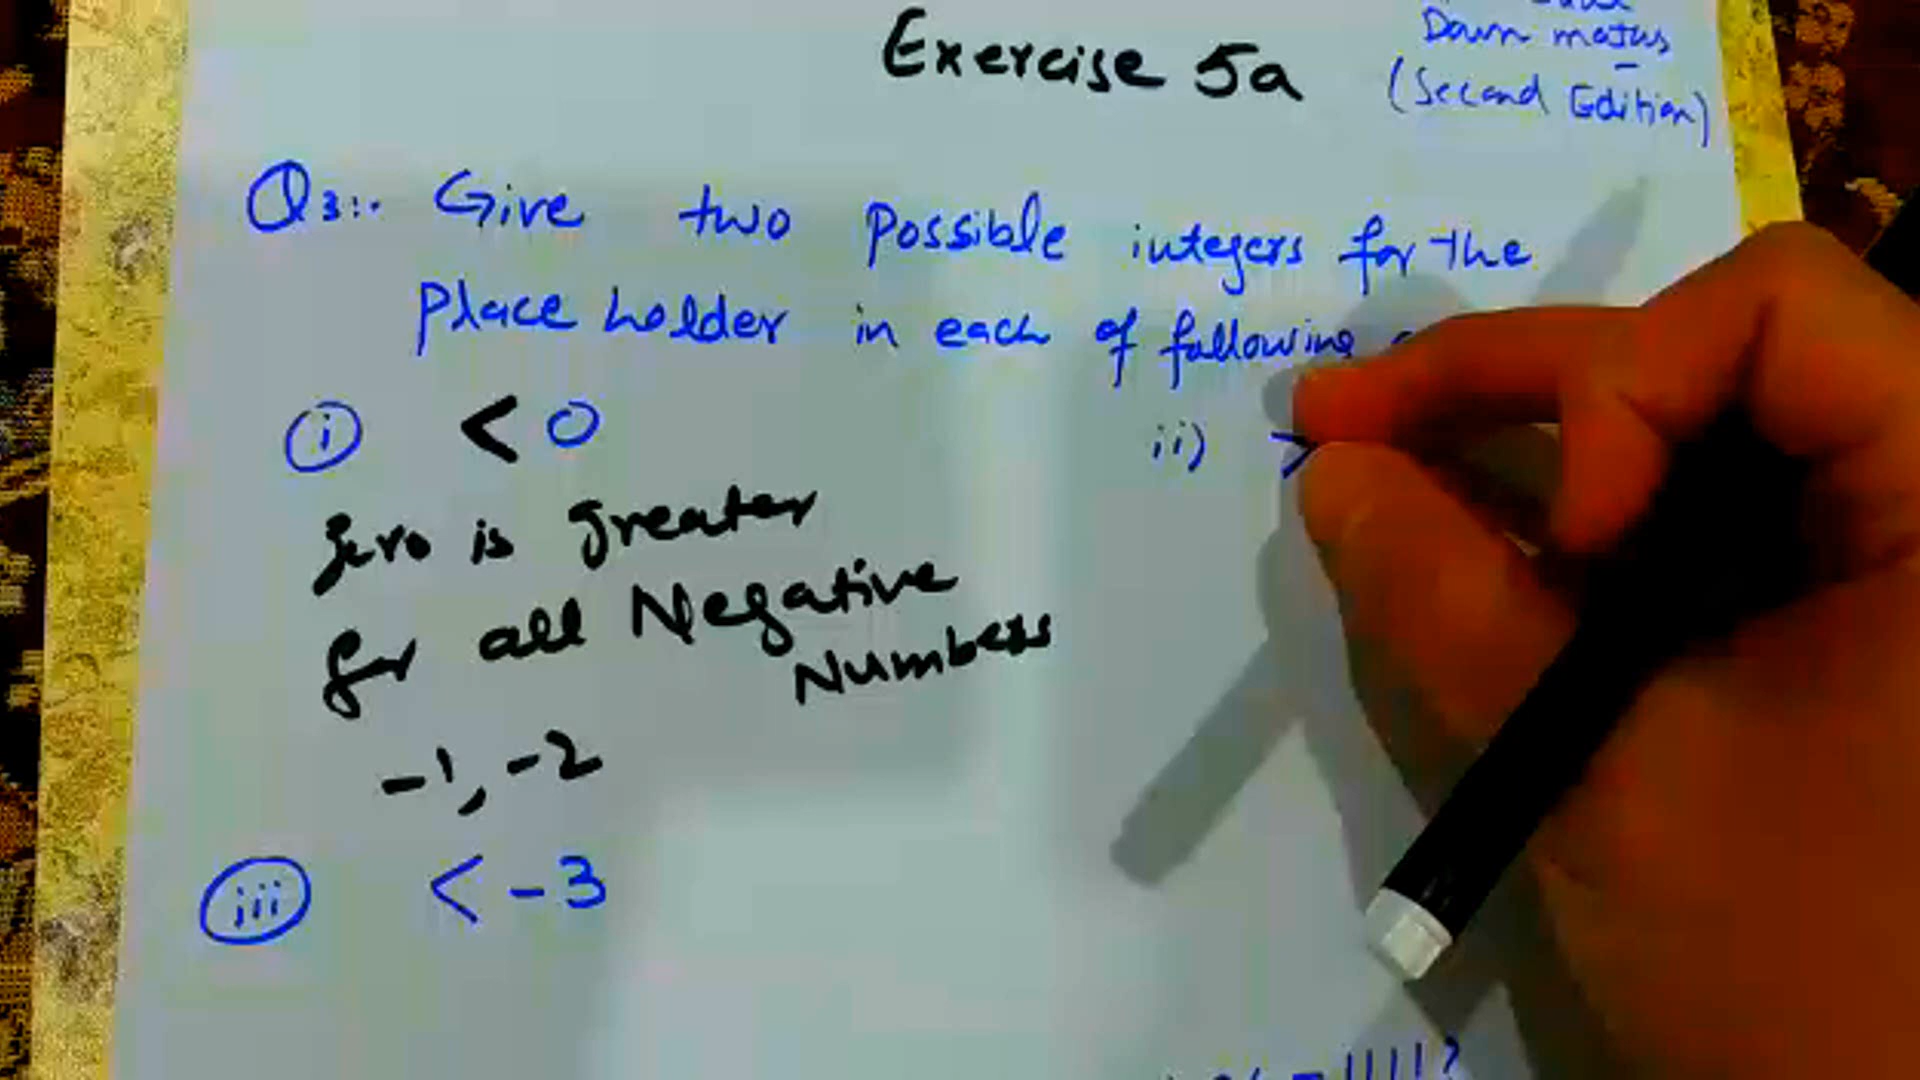 Exercise 5a
Down maths
(Second Edition)
Q3:. Give two possible integers for the
Place holder in each of following
(i) < 0
ii) >
Zero is greater
for all Negative
Numbers
-1, -2
(iii) < -3